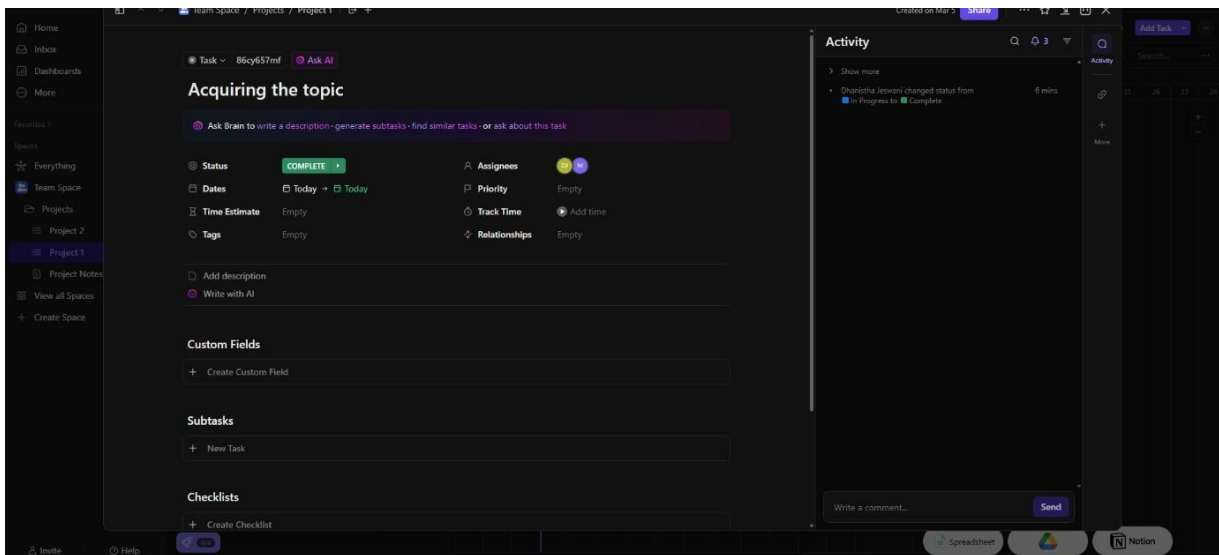 Team Space / Projects / Project 1
Created on Mar 5
Share
Home
Inbox
Dashboards
More
Favorites
Spaces
Everything
Team Space
Projects
Project 2
Project 1
Project Notes
View all Spaces
Create Space
Invite
Help
Task
86cy657mf
Ask AI
Acquiring the topic
Ask Brain to write a description · generate subtasks · find similar tasks · or ask about this task
Status
COMPLETE
Assignees
DJ
M
Dates
Today → Today
Priority
Empty
Time Estimate
Empty
Track Time
Add time
Tags
Empty
Relationships
Empty
Add description
Write with AI
Custom Fields
+ Create Custom Field
Subtasks
+ New Task
Checklists
+ Create Checklist
Activity
3
Show more
Dhanistha Jeswani changed status from
In Progress to Complete
6 mins
Write a comment...
Send
Activity
More
Add Task
Search...
25 26 27 28
Spreadsheet
Notion